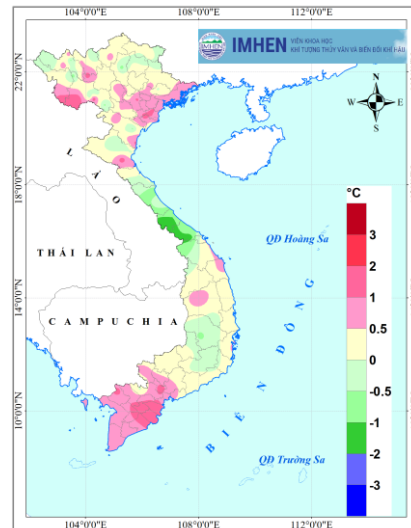 104°0'0"E 108°0'0"E 112°0'0"E
IMHEN
VIỆN KHOA HỌC
KHÍ TƯỢNG THỦY VĂN VÀ BIẾN ĐỔI KHÍ HẬU
22°0'0"N
N
W E
S
LÀO
18°0'0"N
°C
3
2
1
0.5
0
-0.5
-1
-2
-3
QĐ Hoàng Sa
THÁI LAN
14°0'0"N
CAMPUCHIA
BIỂN ĐÔNG
10°0'0"N
QĐ Trường Sa
104°0'0"E 108°0'0"E 112°0'0"E